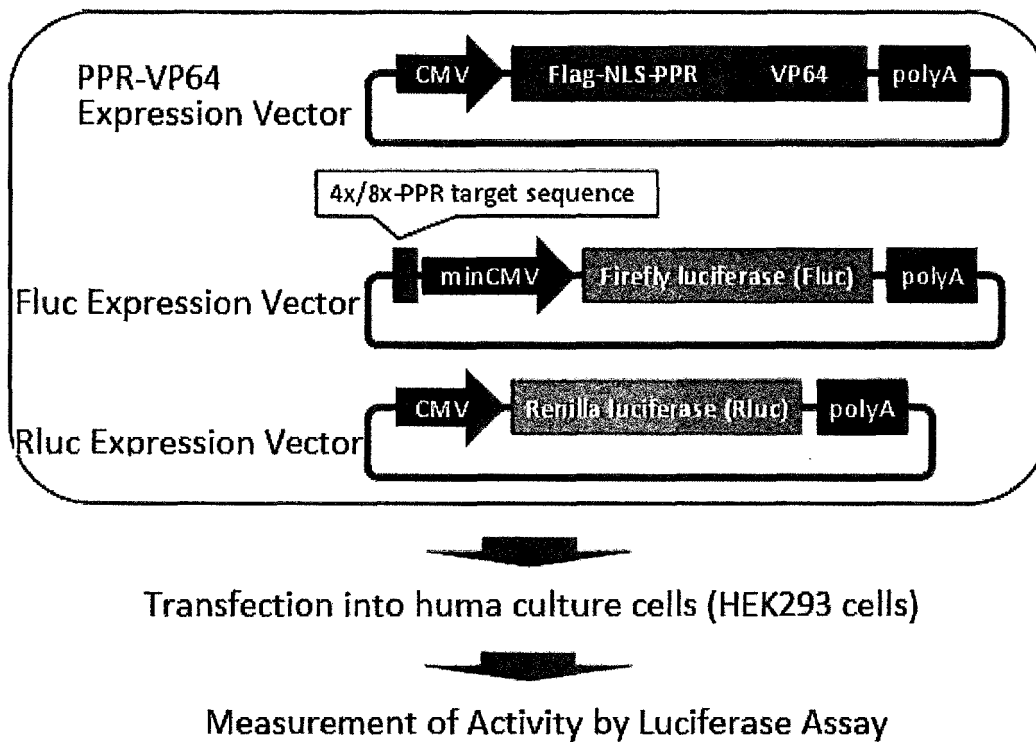 PPR-VP64
Expression Vector
CMV
Flag-NLS-PPR
VP64
polyA
4x/8x-PPR target sequence
Fluc Expression Vector
minCMV
Firefly luciferase (Fluc)
polyA
Rluc Expression Vector
CMV
Renilla luciferase (Rluc)
polyA
Transfection into huma culture cells (HEK293 cells)
Measurement of Activity by Luciferase Assay